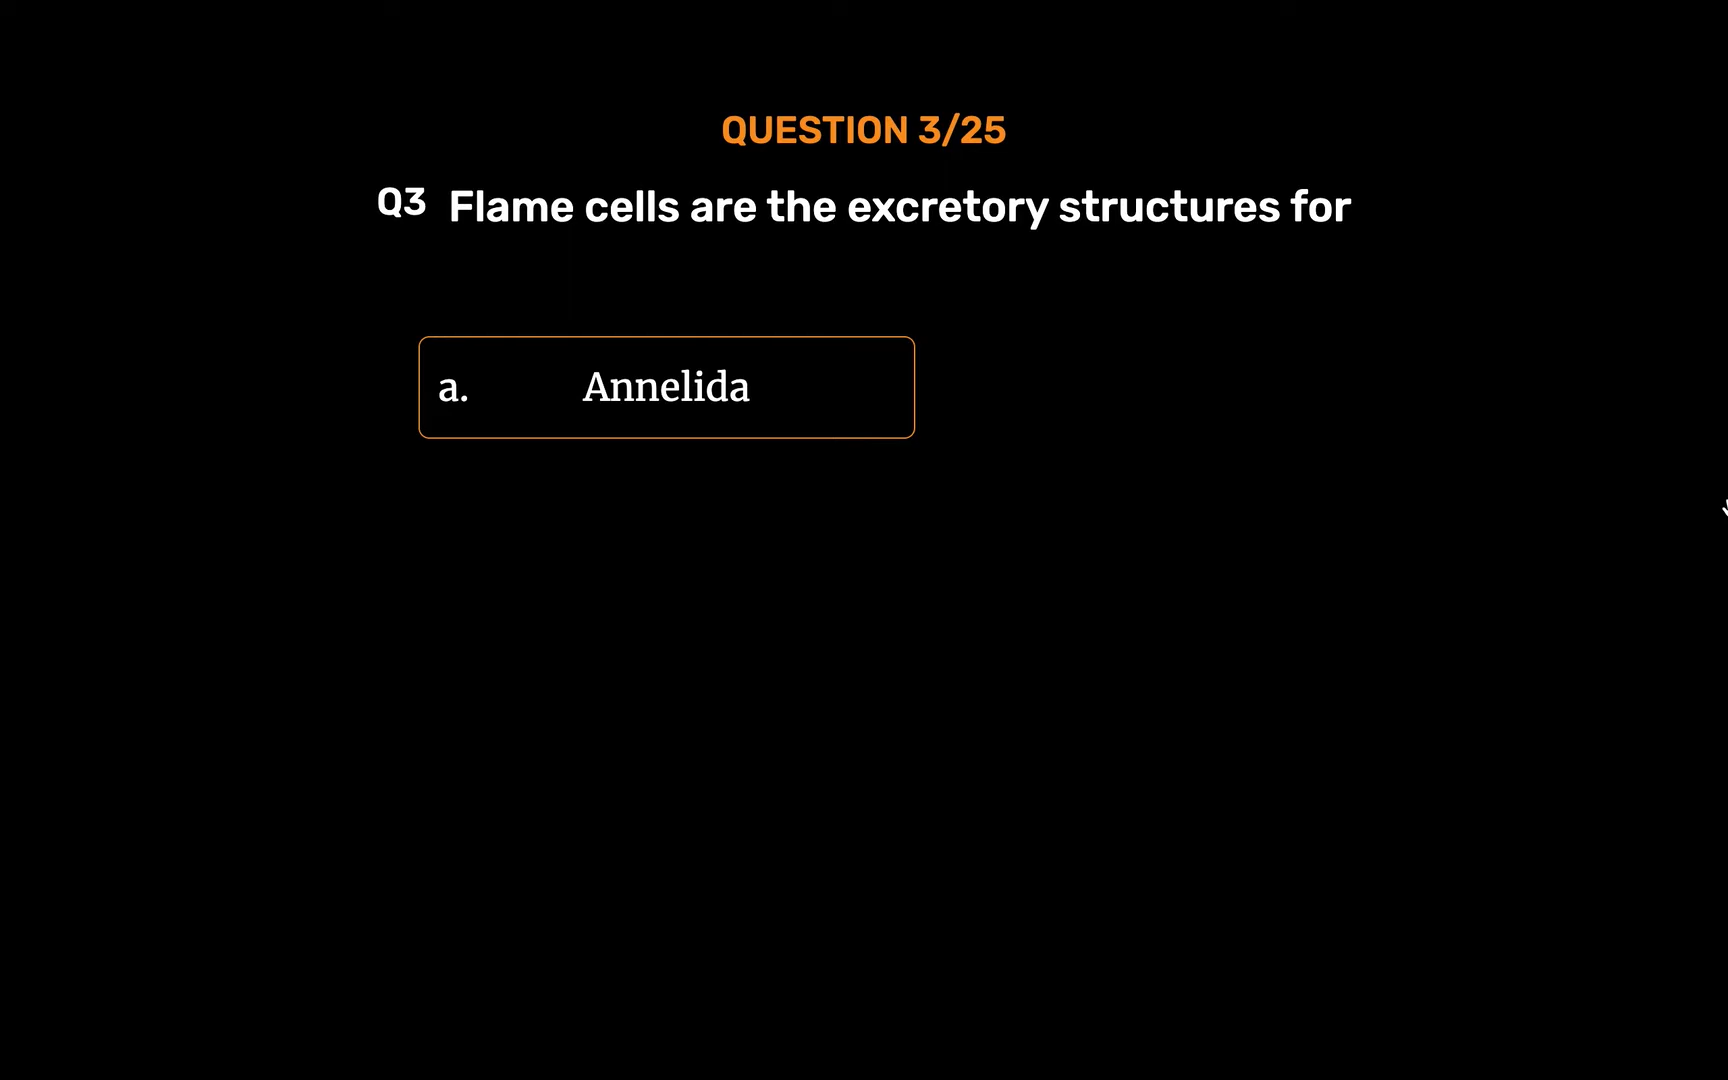 QUESTION 3/25
Q3 Flame cells are the excretory structures for
a. Annelida